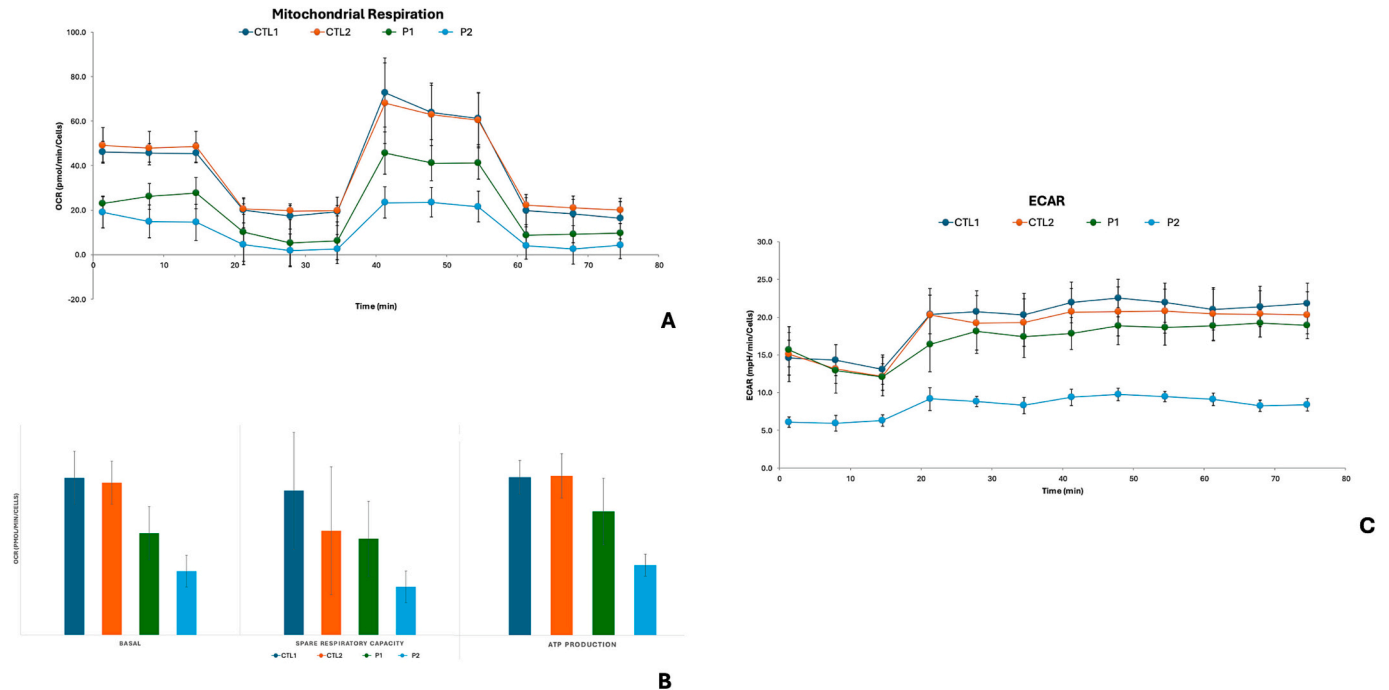 Mitochondrial Respiration
CTL1 CTL2 P1 P2
100.0
80.0
60.0
40.0
20.0
0.0
-20.0
OCR (pmol/min/Cells)
0 10 20 30 40 50 60 70 80
Time (min)
A
OCR (PMOL/MIN/CELLS)
BASAL SPARE RESPIRATORY CAPACITY ATP PRODUCTION
CTL1 CTL2 P1 P2
B
ECAR
CTL1 CTL2 P1 P2
30.0
25.0
20.0
15.0
10.0
5.0
0.0
ECAR (mpH/min/Cells)
0 10 20 30 40 50 60 70 80
Time (min)
C